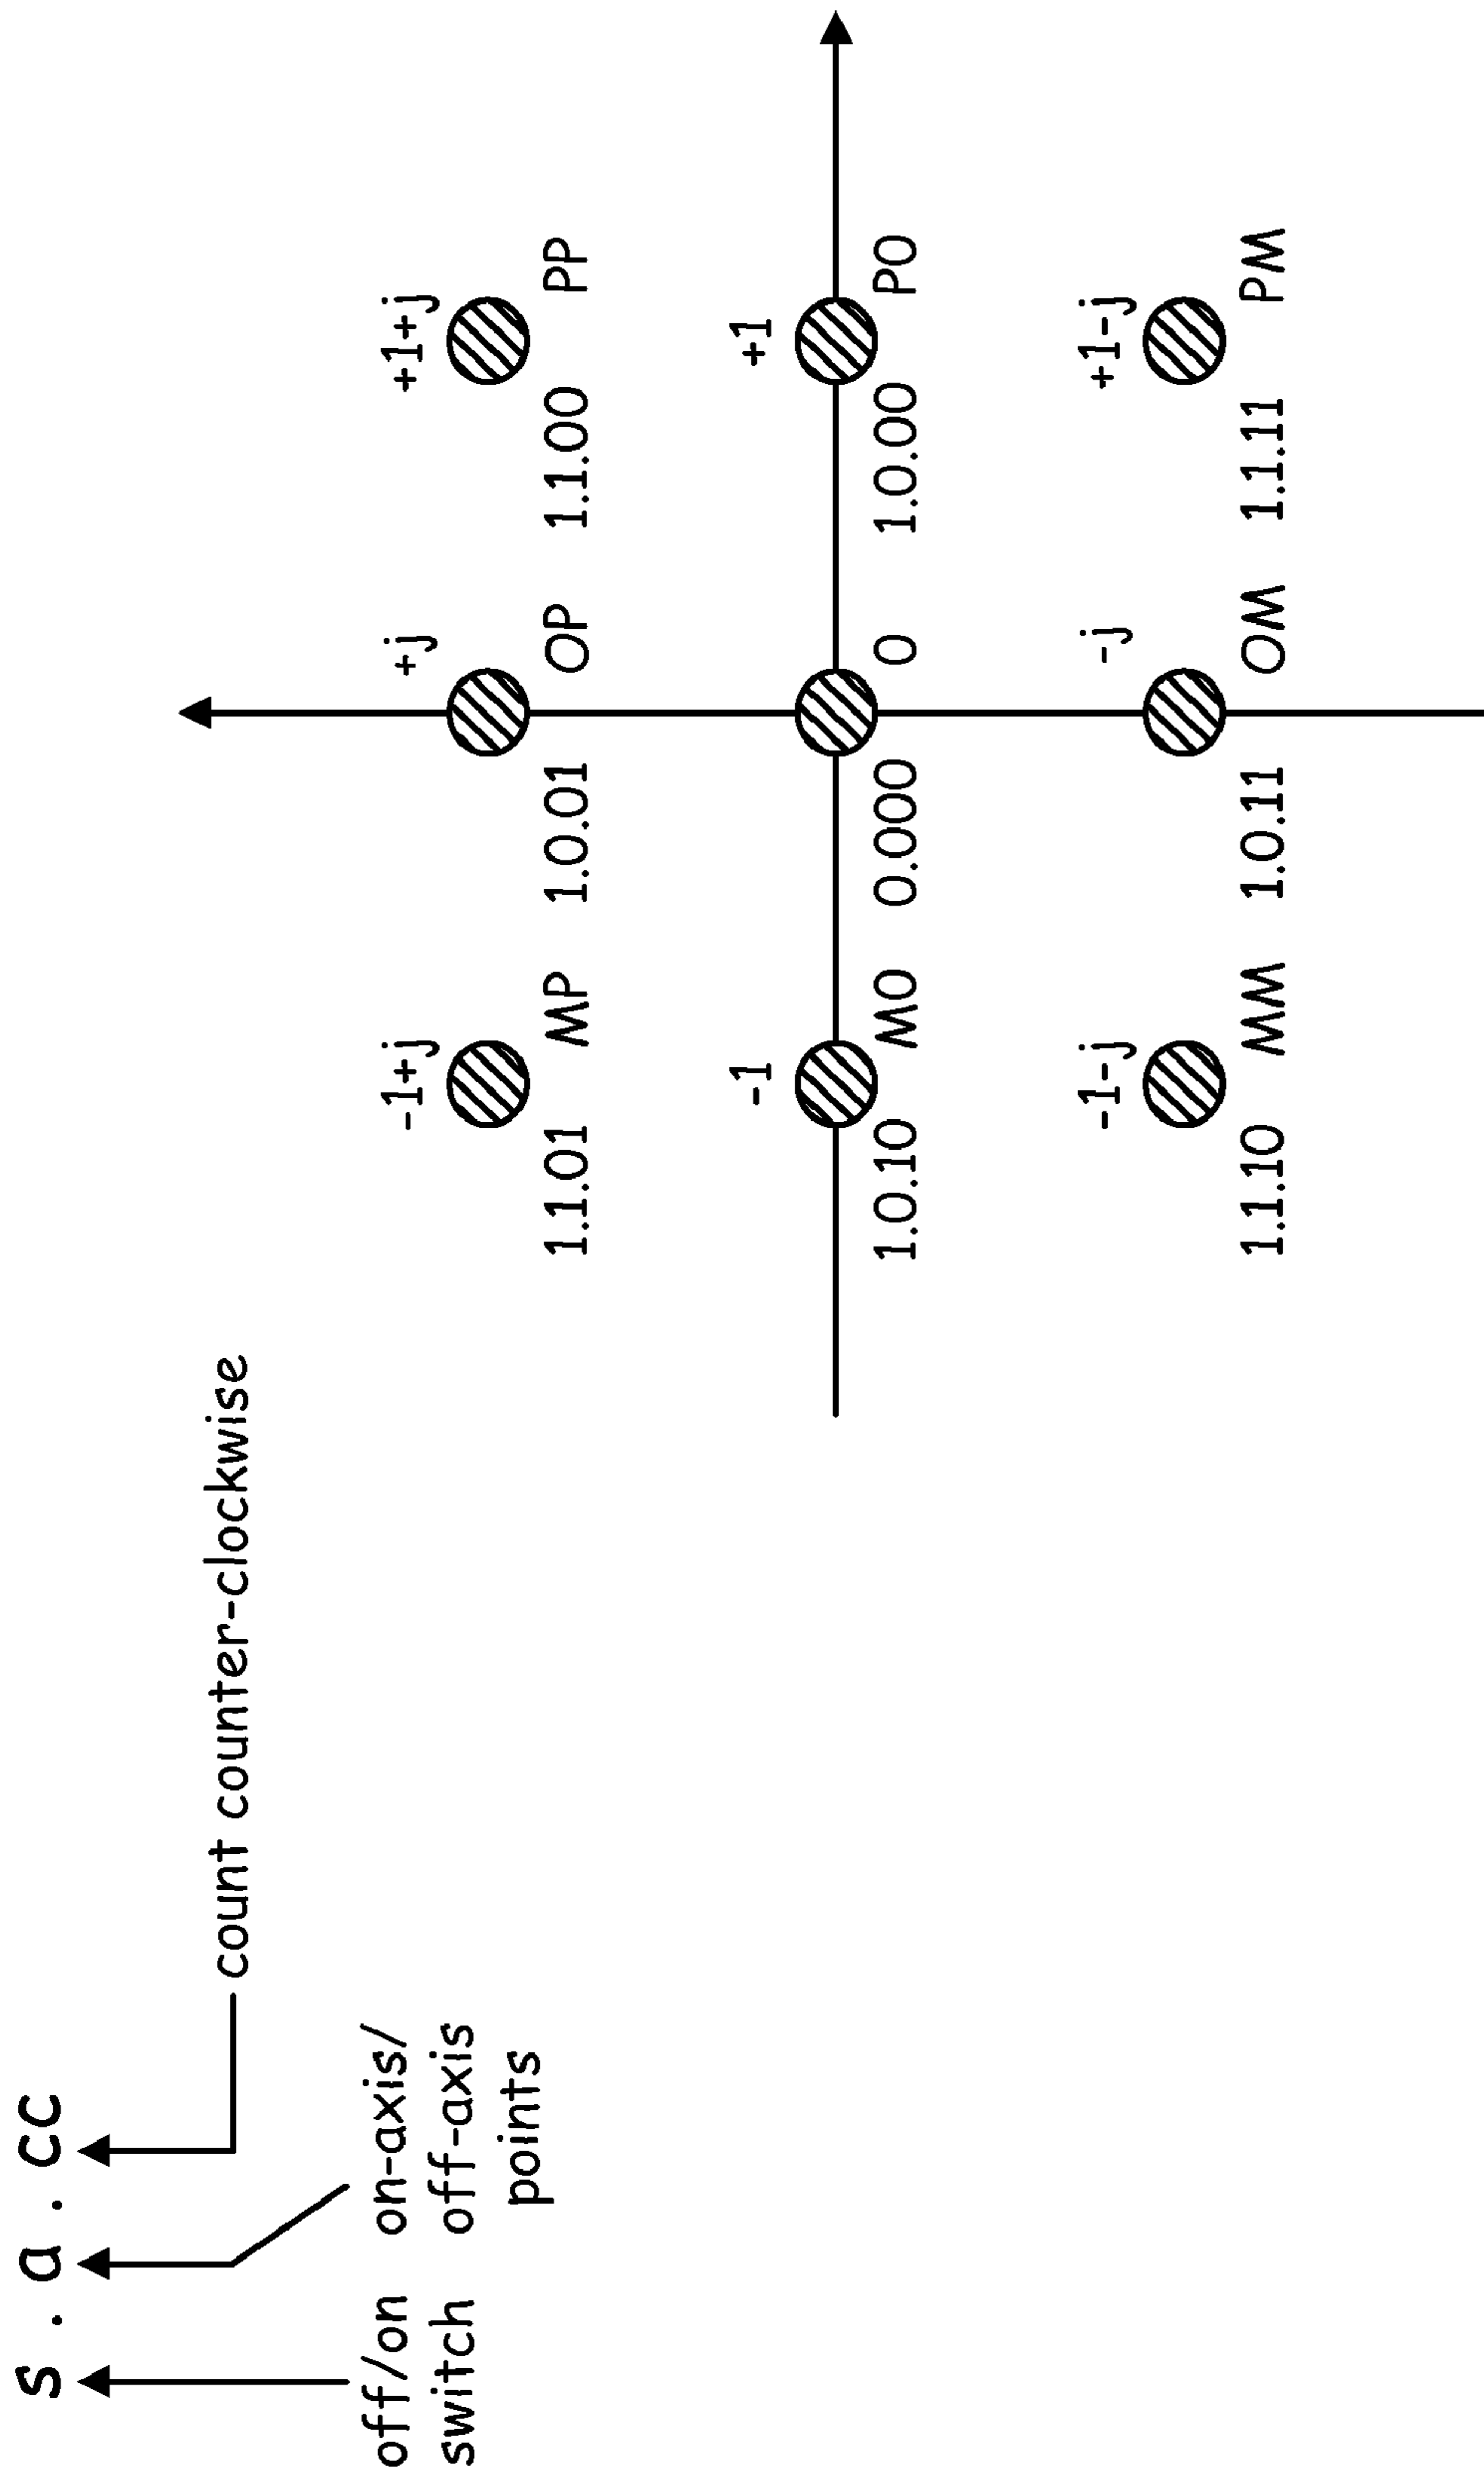 s . a . cc
count counter-clockwise
off/on on-axis/
switch off-axis
points
-1+j +j +1+j
1.1.01 MP 1.0.01 OP 1.1.00 PP
-1 +1
1.0.10 MO 0.000 O 1.0.00 PO
-1-j -j +1-j
1.1.10 MM 1.0.11 OM 1.1.11 PM